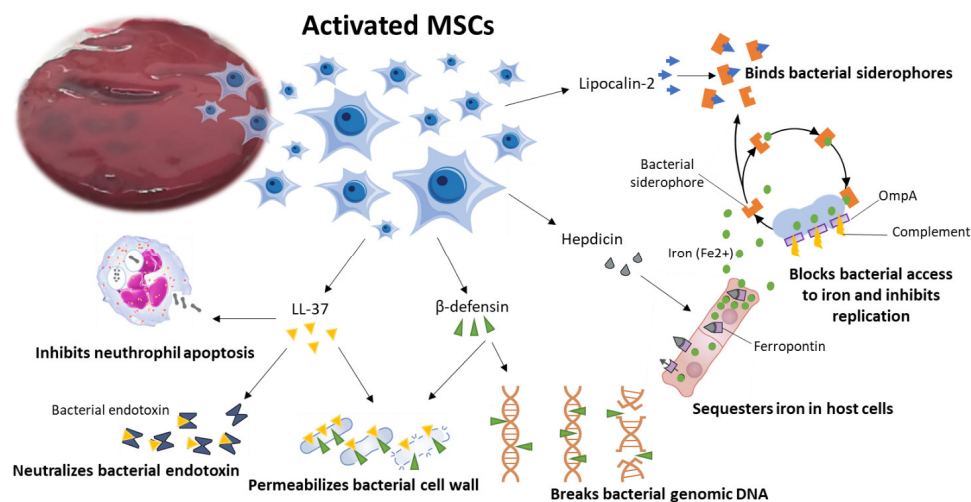 Activated MSCs
Lipocalin-2
Binds bacterial siderophores
Bacterial
siderophore
OmpA
Complement
Hepdicin
Iron (Fe2+)
Blocks bacterial access
to iron and inhibits
replication
LL-37
β-defensin
Ferropontin
Inhibits neuthrophil apoptosis
Sequesters iron in host cells
Bacterial endotoxin
Neutralizes bacterial endotoxin
Permeabilizes bacterial cell wall
Breaks bacterial genomic DNA